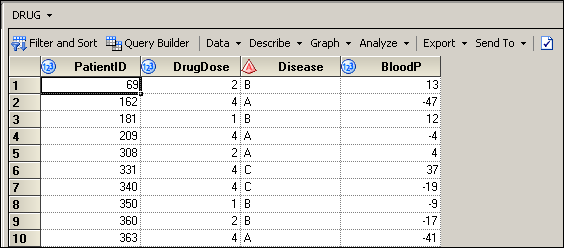 DRUG
Filter and Sort Query Builder Data Describe Graph Analyze Export Send To
123 PatientID 123 DrugDose A Disease 123 BloodP
1 69 2 B 13
2 162 4 A -47
3 181 1 B 12
4 209 4 A -4
5 308 2 A 4
6 331 4 C 37
7 340 4 C -19
8 350 1 B -9
9 360 2 B -17
10 363 4 A -41